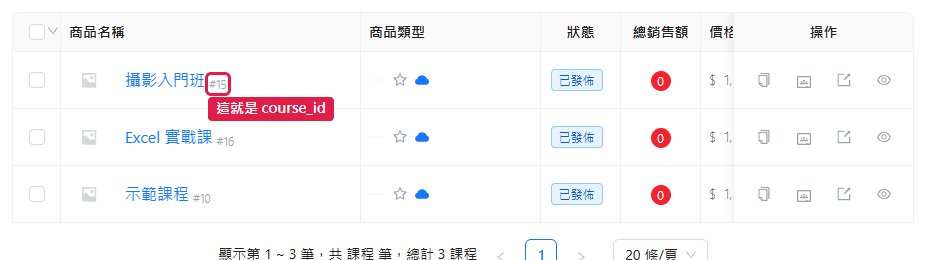 商品名稱 商品類型 狀態 總銷售額 價格 操作
攝影入門班 #15 已發佈 0 $ 1,
這就是 course_id
Excel 實戰課 #16 已發佈 0 $ 1,
示範課程 #10 已發佈 0 $ 1,
顯示第 1 ~ 3 筆，共 課程 筆，總計 3 課程 < 1 > 20 條/頁